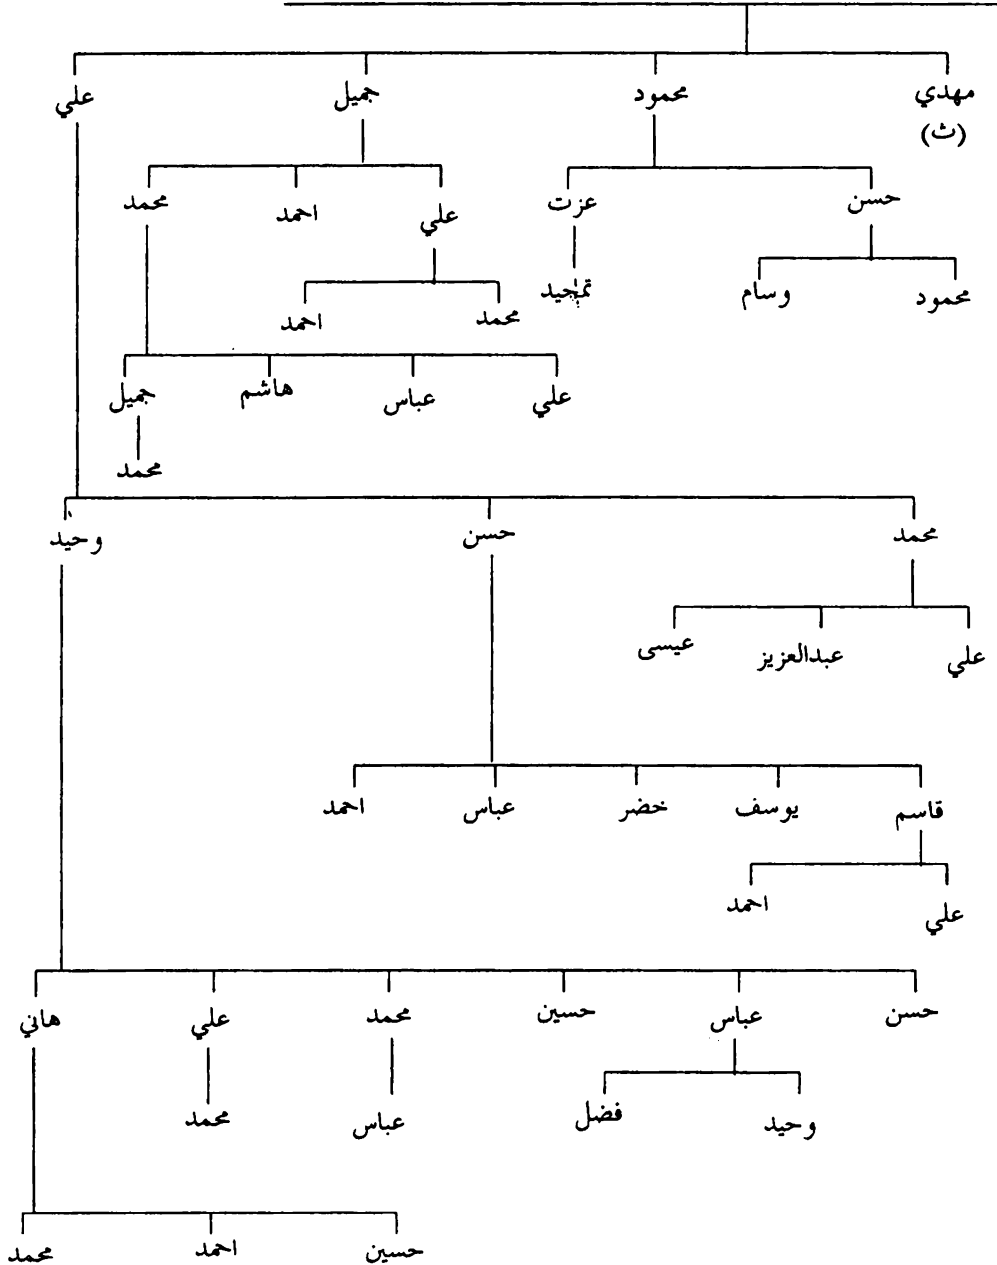 مهدي محمود جميل علي
(ث)
حسن عزت علي احمد محمد
محمود وسام تمجيد محمد احمد
علي عباس هاشم جميل
محمد
محمد حسن وحيد
علي عبدالعزيز عيسى
قاسم يوسف خضر عباس احمد
علي احمد
حسن عباس حسين محمد علي هاني
وحيد فضل عباس محمد
حسين احمد محمد